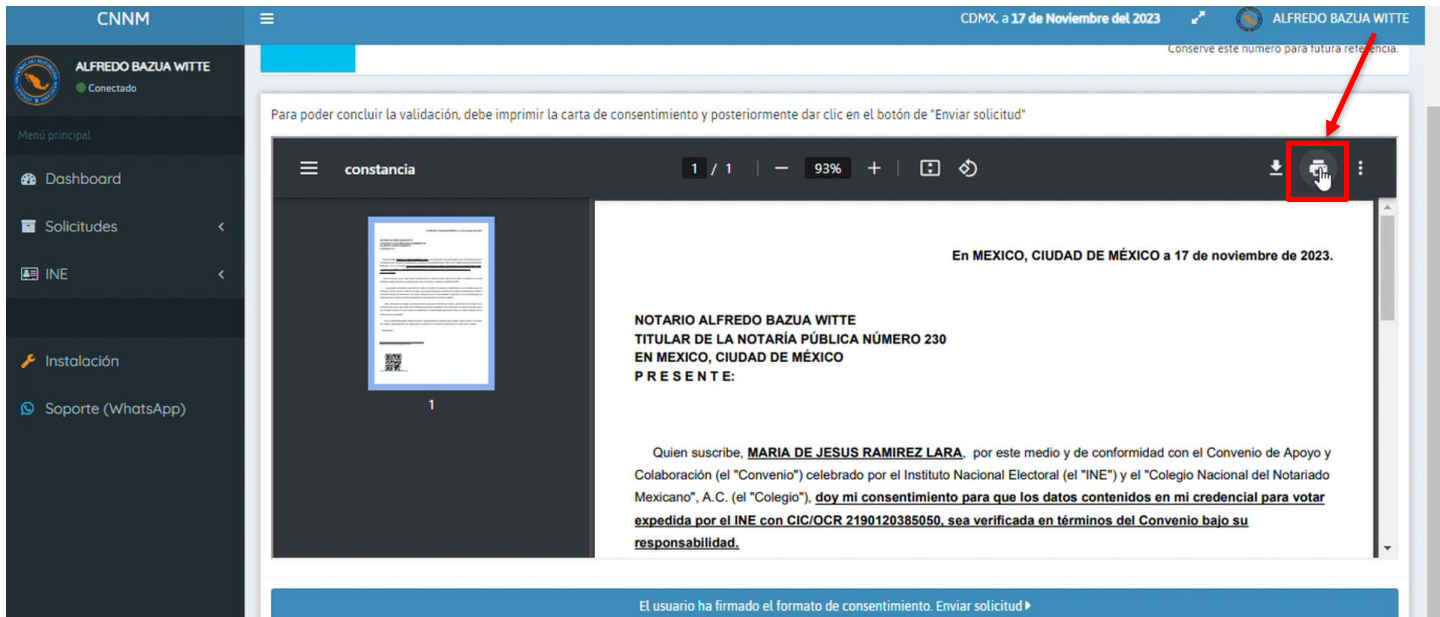 CNNM
CDMX, a 17 de Noviembre del 2023
ALFREDO BAZUA WITTE
ALFREDO BAZUA WITTE
Conectado
Conserve este número para futura referencia.
Menú principal
Dashboard
Solicitudes
INE
Instalación
Soporte (WhatsApp)
Para poder concluir la validación, debe imprimir la carta de consentimiento y posteriormente dar clic en el botón de "Enviar solicitud"
constancia
1 / 1
93%
1
En MEXICO, CIUDAD DE MÉXICO a 17 de noviembre de 2023.
NOTARIO ALFREDO BAZUA WITTE
TITULAR DE LA NOTARÍA PÚBLICA NÚMERO 230
EN MEXICO, CIUDAD DE MÉXICO
P R E S E N T E:
Quien suscribe, MARIA DE JESUS RAMIREZ LARA, por este medio y de conformidad con el Convenio de Apoyo y
Colaboración (el "Convenio") celebrado por el Instituto Nacional Electoral (el "INE") y el "Colegio Nacional del Notariado
Mexicano", A.C. (el "Colegio"), doy mi consentimiento para que los datos contenidos en mi credencial para votar
expedida por el INE con CIC/OCR 2190120385050, sea verificada en términos del Convenio bajo su
responsabilidad.
El usuario ha firmado el formato de consentimiento. Enviar solicitud